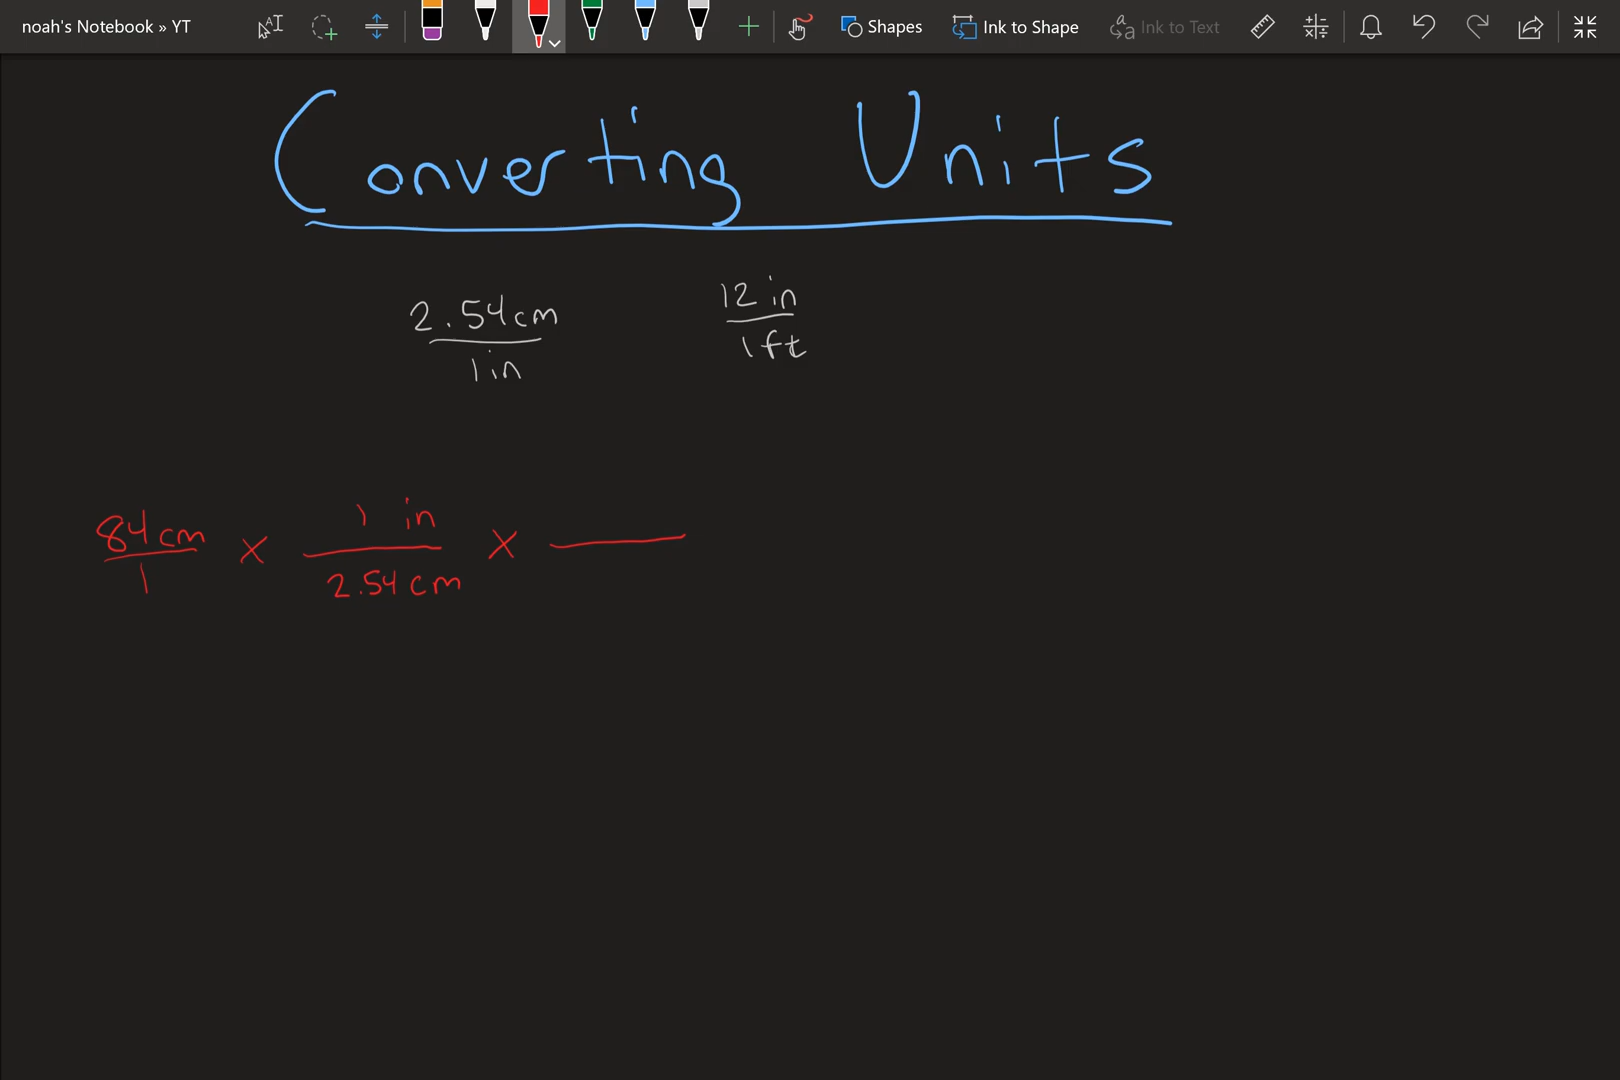 noah's Notebook » YT
Shapes
Ink to Shape
Ink to Text
Converting Units
2.54cm
1in
12 in
1ft
84cm × 1 in ×
1 2.54 cm